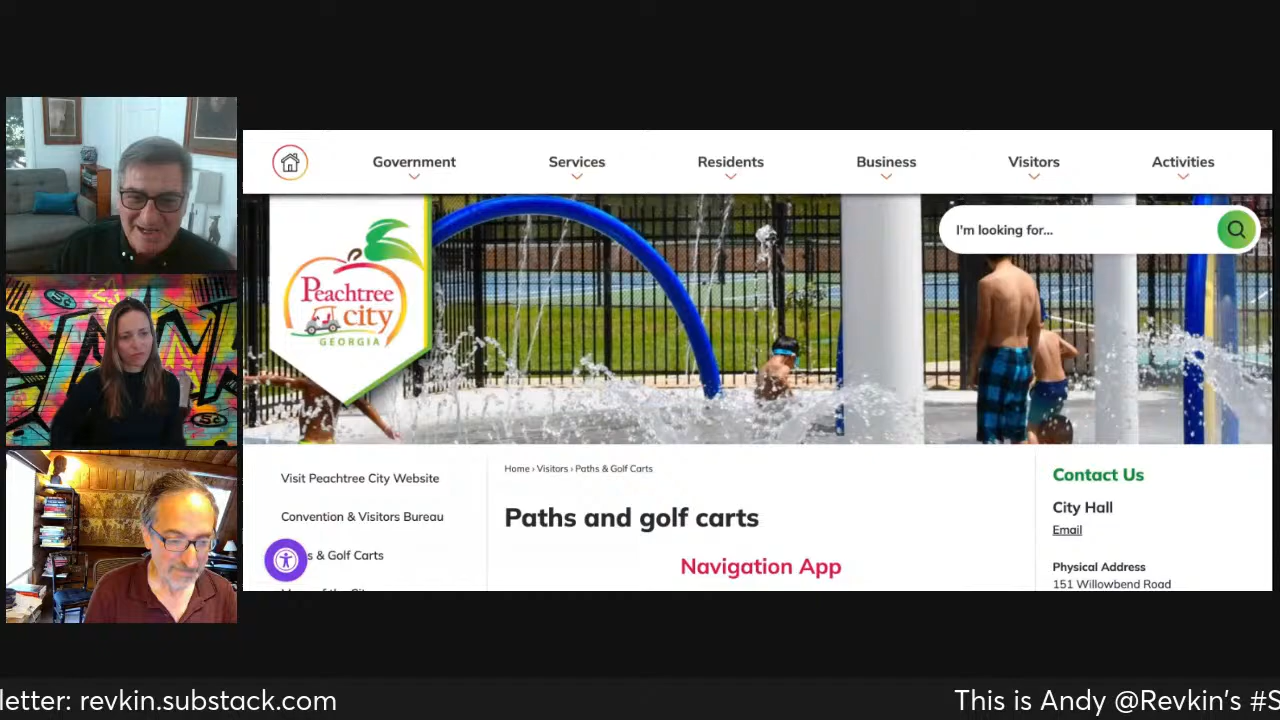 Government
Services
Residents
Business
Visitors
Activities
I'm looking for...
Peachtree
city
GEORGIA
Visit Peachtree City Website
Convention & Visitors Bureau
s & Golf Carts
Home › Visitors › Paths & Golf Carts
Paths and golf carts
Navigation App
Contact Us
City Hall
Email
Physical Address
151 Willowbend Road
letter: revkin.substack.com
This is Andy @Revkin's #S